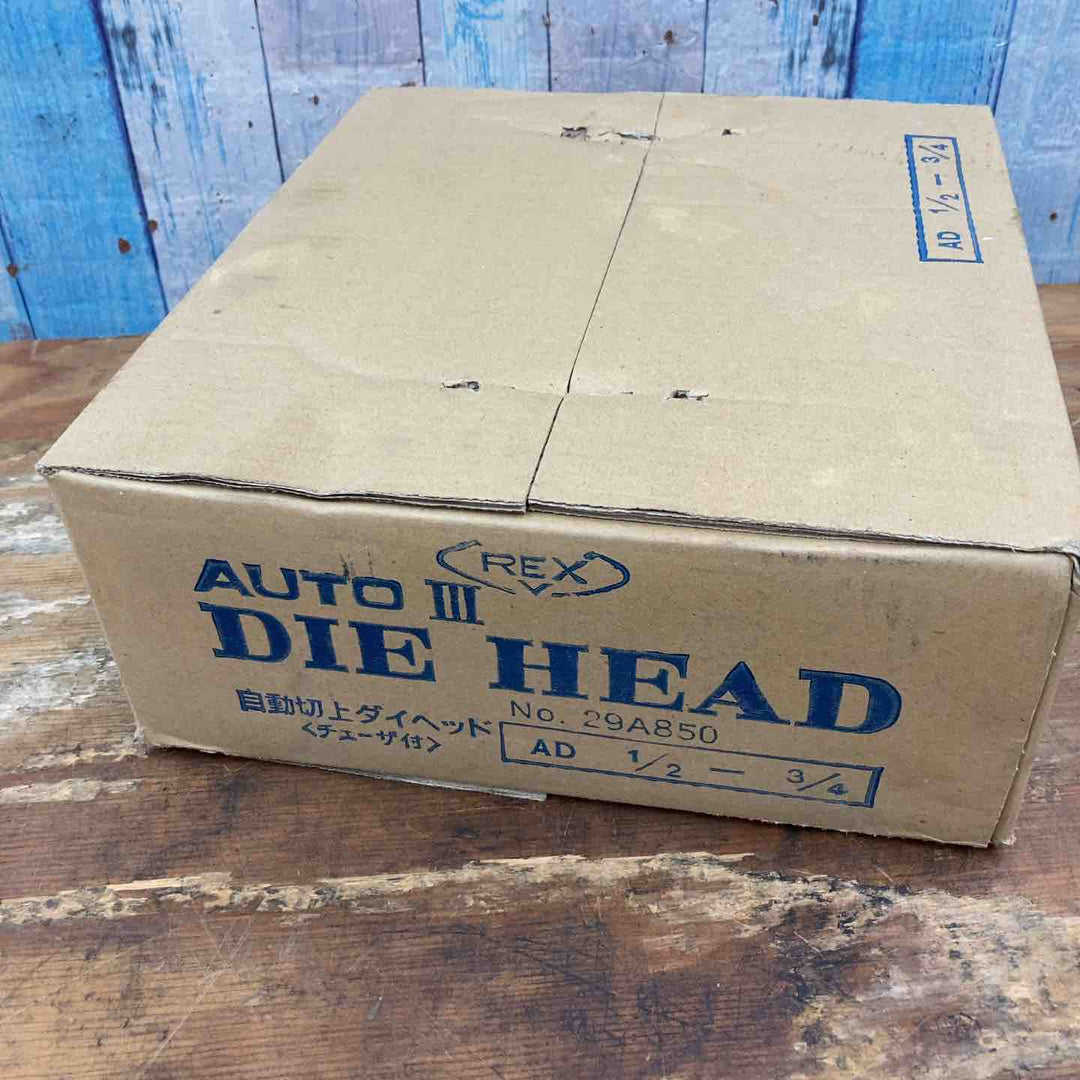 AD 1/2 - 3/4
REX
AUTO III
DIE HEAD
自動切上ダイヘッド
<チェーザ付>
No. 29A850
AD 1/2 - 3/4